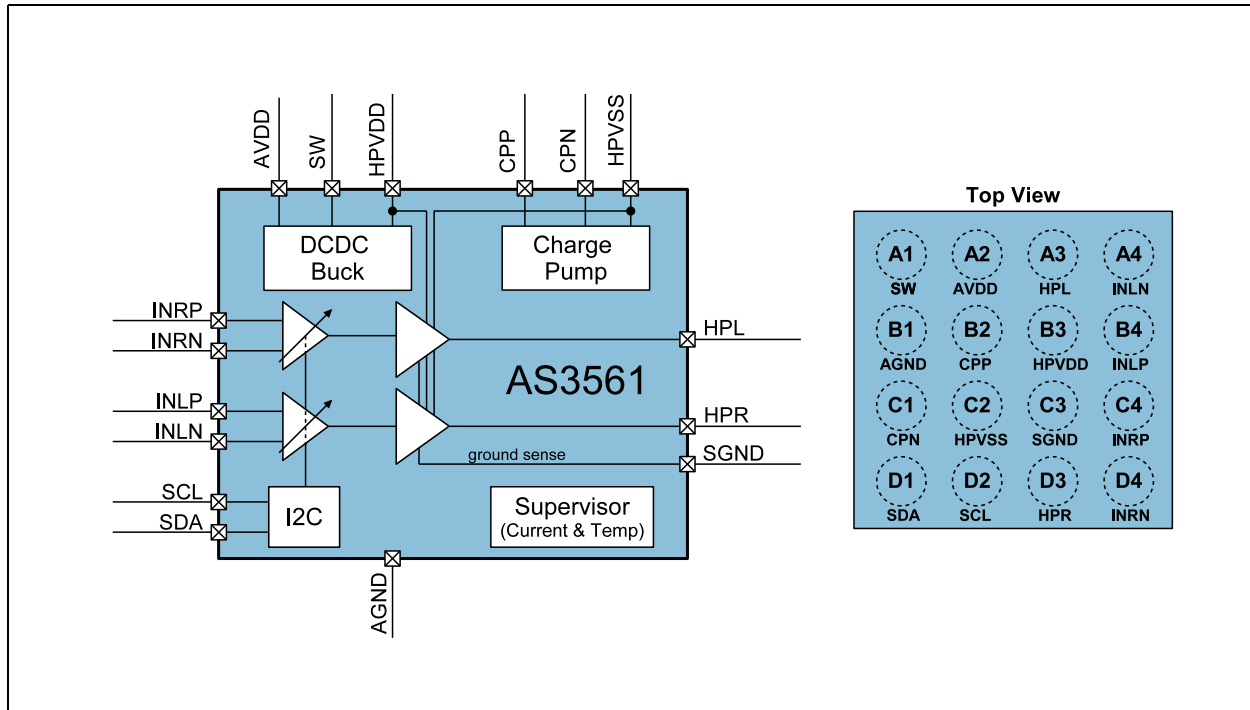 AVDD
SW
HPVDD
CPP
CPN
HPVSS
DCDC
Buck
Charge
Pump
INRP
INRN
INLP
INLN
SCL
SDA
I2C
AS3561
HPL
HPR
SGND
ground sense
Supervisor
(Current & Temp)
AGND
Top View
A1 A2 A3 A4
SW AVDD HPL INLN
B1 B2 B3 B4
AGND CPP HPVDD INLP
C1 C2 C3 C4
CPN HPVSS SGND INRP
D1 D2 D3 D4
SDA SCL HPR INRN